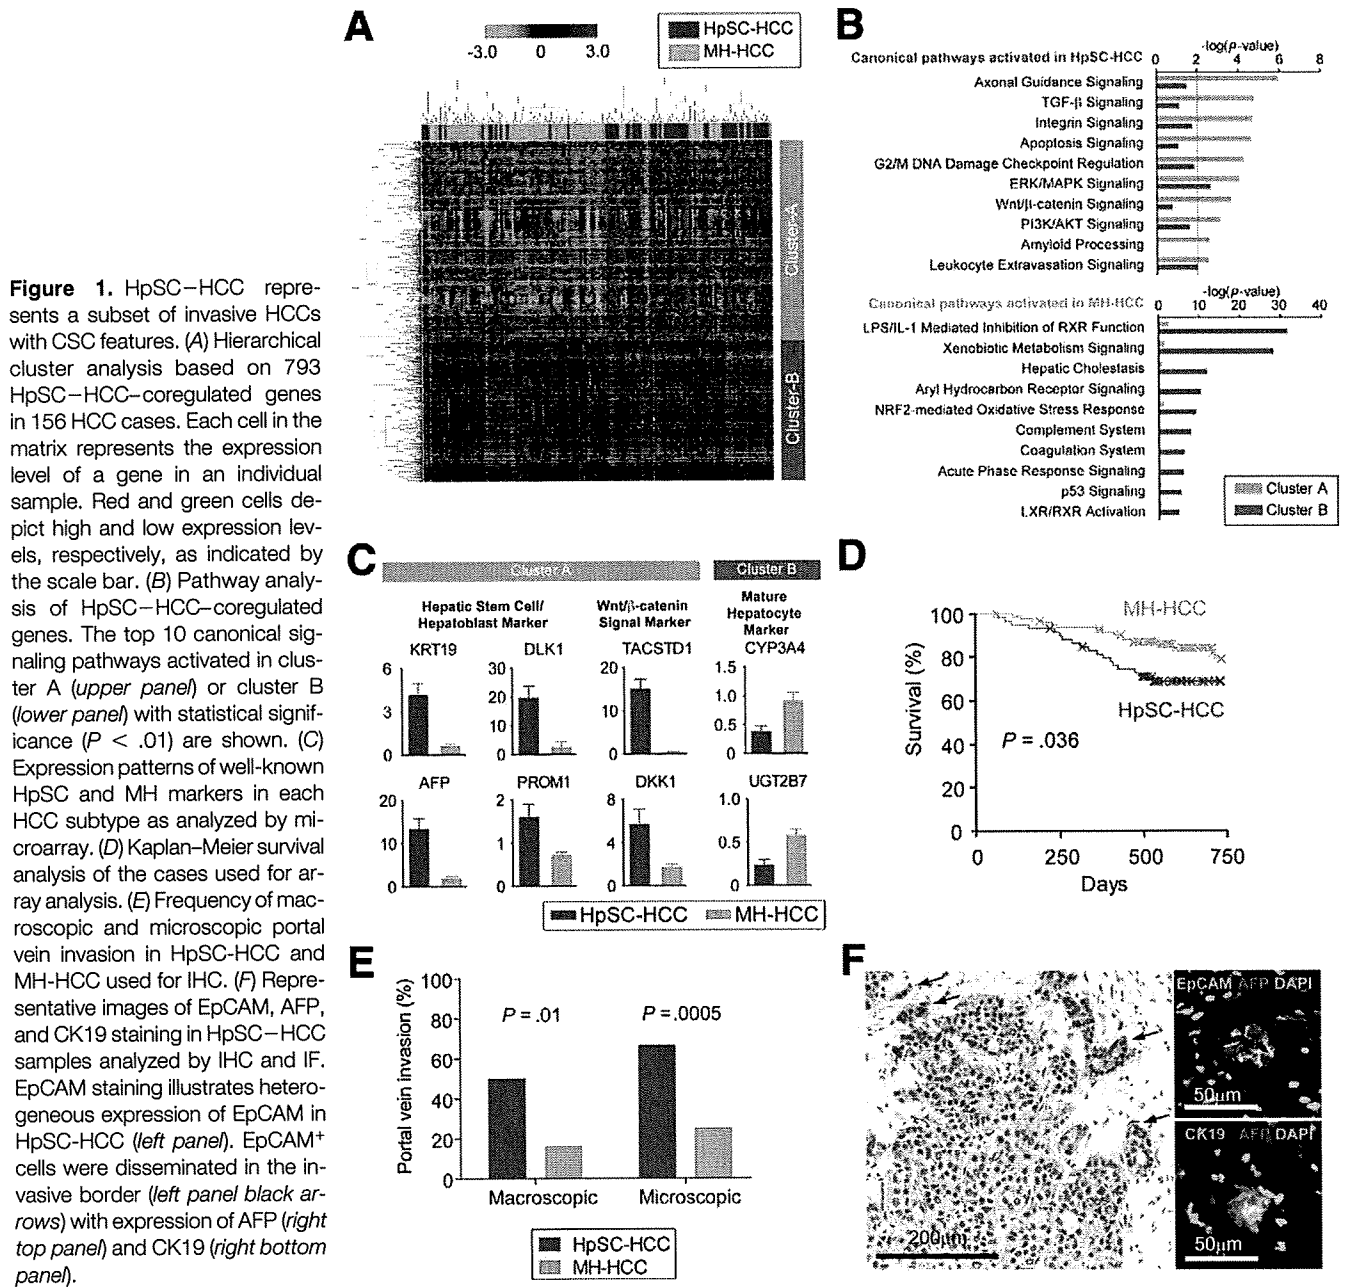 Figure 1. HpSC–HCC repre-
sents a subset of invasive HCCs
with CSC features. (A) Hierarchical
cluster analysis based on 793
HpSC–HCC–coregulated genes
in 156 HCC cases. Each cell in the
matrix represents the expression
level of a gene in an individual
sample. Red and green cells de-
pict high and low expression lev-
els, respectively, as indicated by
the scale bar. (B) Pathway analy-
sis of HpSC–HCC–coregulated
genes. The top 10 canonical sig-
naling pathways activated in clus-
ter A (upper panel) or cluster B
(lower panel) with statistical signif-
icance (P < .01) are shown. (C)
Expression patterns of well-known
HpSC and MH markers in each
HCC subtype as analyzed by mi-
croarray. (D) Kaplan–Meier survival
analysis of the cases used for ar-
ray analysis. (E) Frequency of mac-
roscopic and microscopic portal
vein invasion in HpSC-HCC and
MH-HCC used for IHC. (F) Repre-
sentative images of EpCAM, AFP,
and CK19 staining in HpSC–HCC
samples analyzed by IHC and IF.
EpCAM staining illustrates hetero-
geneous expression of EpCAM in
HpSC-HCC (left panel). EpCAM+
cells were disseminated in the in-
vasive border (left panel black ar-
rows) with expression of AFP (right
top panel) and CK19 (right bottom
panel).
A
-3.0 0 3.0
HpSC-HCC
MH-HCC
Cluster-A
Cluster-B
B
-log(p-value)
Canonical pathways activated in HpSC-HCC 0 2 4 6 8
Axonal Guidance Signaling
TGF-β Signaling
Integrin Signaling
Apoptosis Signaling
G2/M DNA Damage Checkpoint Regulation
ERK/MAPK Signaling
Wnt/β-catenin Signaling
PI3K/AKT Signaling
Amyloid Processing
Leukocyte Extravasation Signaling
-log(p-value)
Canonical pathways activated in MH-HCC 0 10 20 30 40
LPS/IL-1 Mediated Inhibition of RXR Function
Xenobiotic Metabolism Signaling
Hepatic Cholestasis
Aryl Hydrocarbon Receptor Signaling
NRF2-mediated Oxidative Stress Response
Complement System
Coagulation System
Acute Phase Response Signaling
p53 Signaling
LXR/RXR Activation
Cluster A
Cluster B
C
Cluster A Cluster B
Hepatic Stem Cell/
Hepatoblast Marker
Wnt/β-catenin
Signal Marker
Mature
Hepatocyte
Marker
KRT19 DLK1 TACSTD1 CYP3A4
6 3 0
30 20 10 0
20 10 0
1.5 1.0 0.5 0
AFP PROM1 DKK1 UGT2B7
20 10 0
2 1 0
8 4 0
1.0 0.5 0
HpSC-HCC MH-HCC
D
Survival (%)
100
80
60
40
20
0
MH-HCC
HpSC-HCC
P = .036
0 250 500 750
Days
E
Portal vein invasion (%)
100
80
60
40
20
0
P = .01 P = .0005
Macroscopic Microscopic
HpSC-HCC
MH-HCC
F
200μm
EpCAM AFP DAPI
50μm
CK19 AFP DAPI
50μm